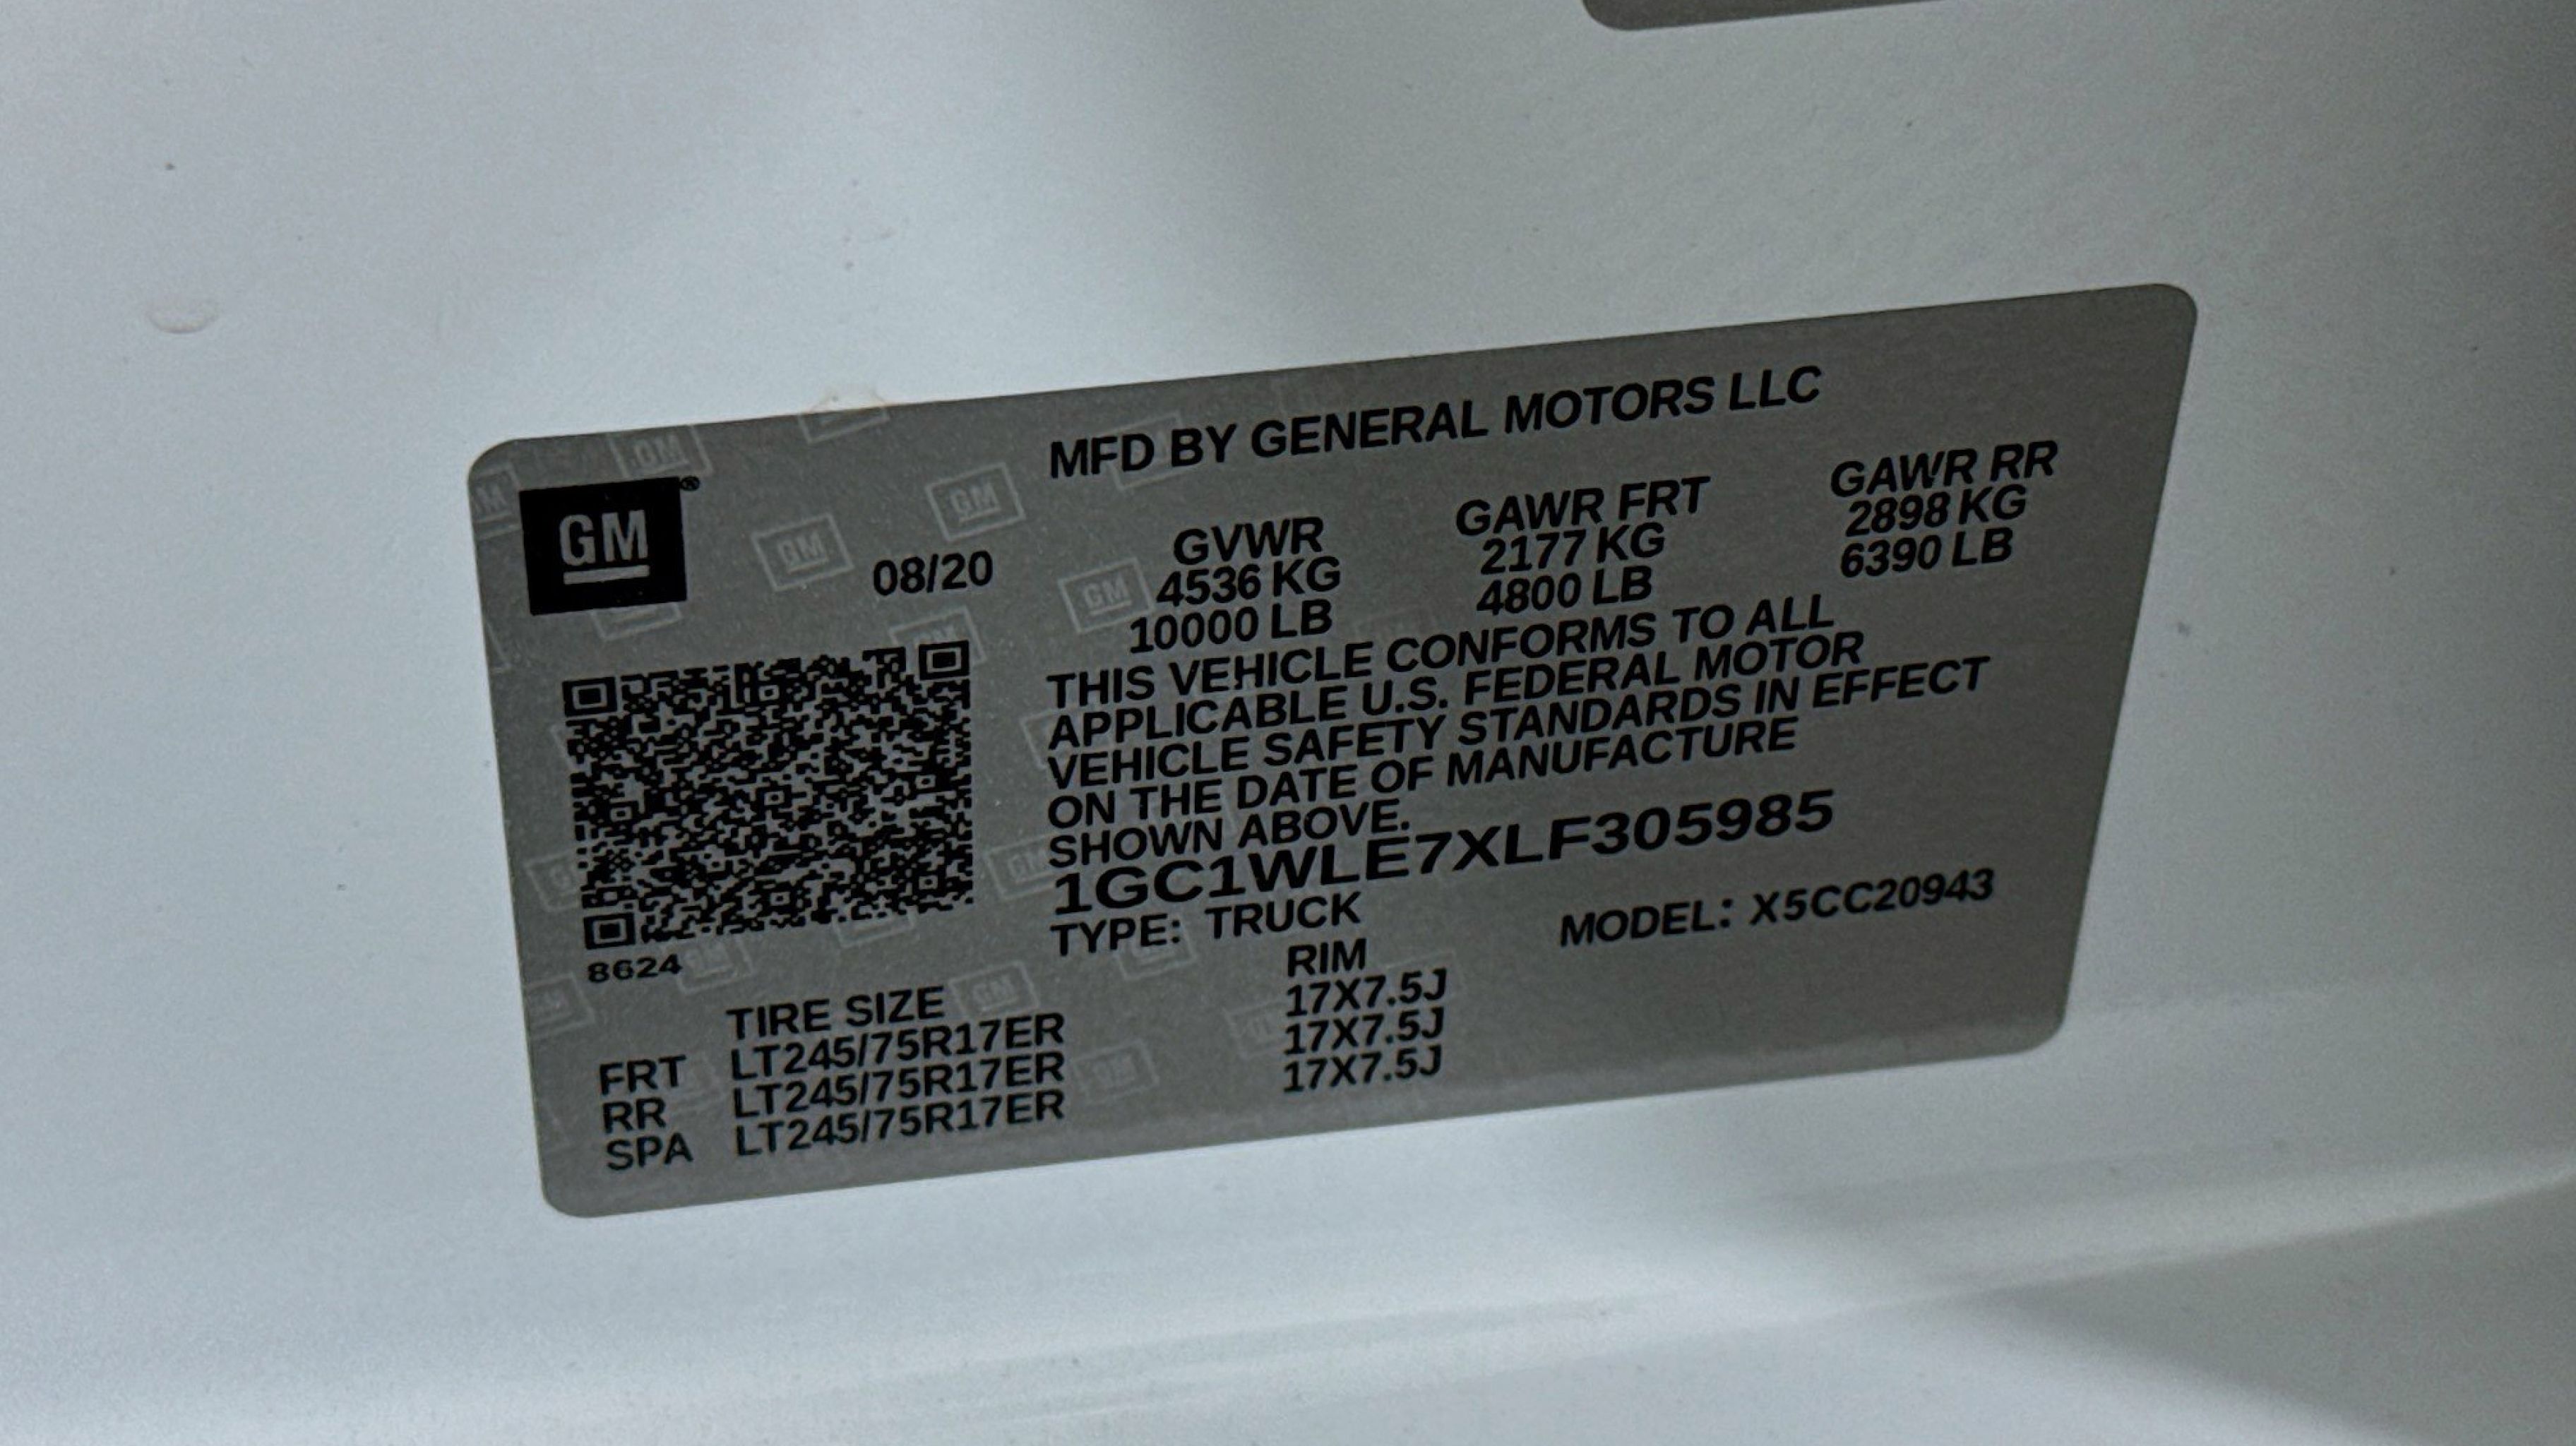 MFD BY GENERAL MOTORS LLC
GM®
08/20
GVWR GAWR FRT GAWR RR
4536 KG 2177 KG 2898 KG
10000 LB 4800 LB 6390 LB
THIS VEHICLE CONFORMS TO ALL
APPLICABLE U.S. FEDERAL MOTOR
VEHICLE SAFETY STANDARDS IN EFFECT
ON THE DATE OF MANUFACTURE
SHOWN ABOVE.
1GC1WLE7XLF305985
TYPE: TRUCK MODEL: X5CC20943
8624
TIRE SIZE RIM
FRT LT245/75R17ER 17X7.5J
RR LT245/75R17ER 17X7.5J
SPA LT245/75R17ER 17X7.5J